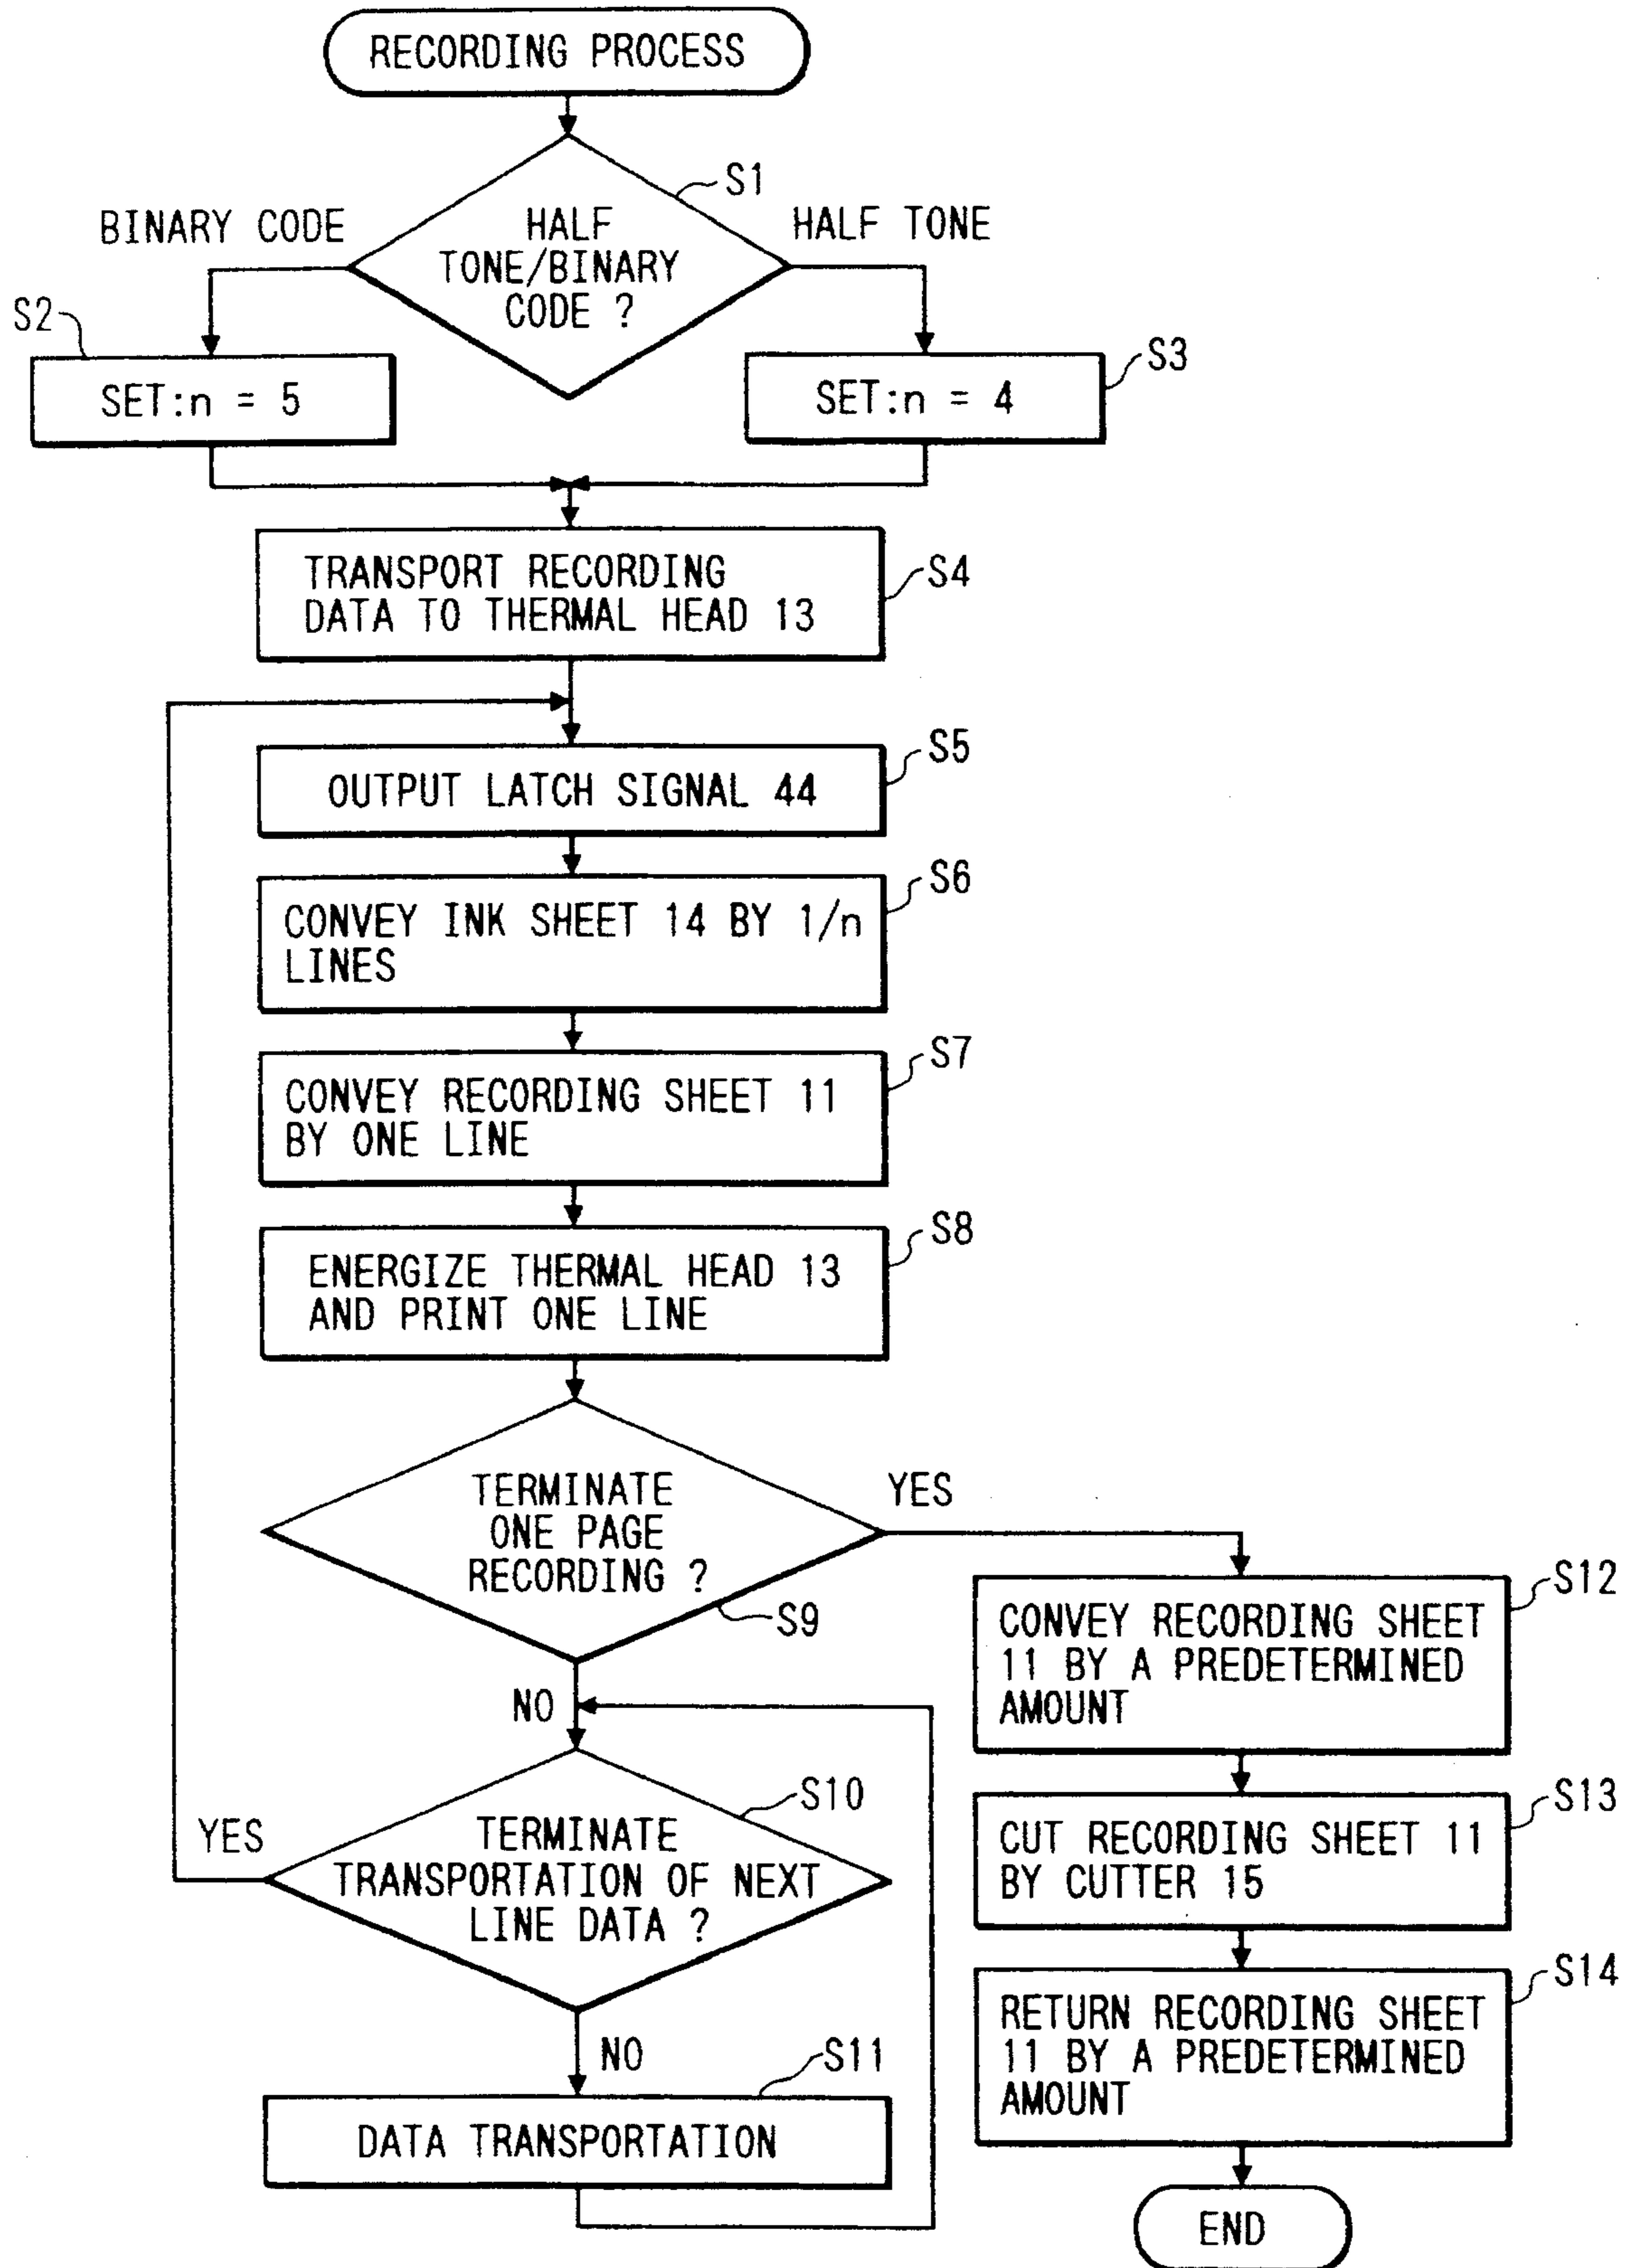 RECORDING PROCESS
S1
BINARY CODE
HALF
TONE/BINARY
CODE ?
HALF TONE
S2
SET:n = 5
S3
SET:n = 4
S4
TRANSPORT RECORDING
DATA TO THERMAL HEAD 13
S5
OUTPUT LATCH SIGNAL 44
S6
CONVEY INK SHEET 14 BY 1/n
LINES
S7
CONVEY RECORDING SHEET 11
BY ONE LINE
S8
ENERGIZE THERMAL HEAD 13
AND PRINT ONE LINE
TERMINATE
ONE PAGE
RECORDING ?
YES
S9
NO
S10
YES
TERMINATE
TRANSPORTATION OF NEXT
LINE DATA ?
NO
S11
DATA TRANSPORTATION
S12
CONVEY RECORDING SHEET
11 BY A PREDETERMINED
AMOUNT
S13
CUT RECORDING SHEET 11
BY CUTTER 15
S14
RETURN RECORDING SHEET
11 BY A PREDETERMINED
AMOUNT
END